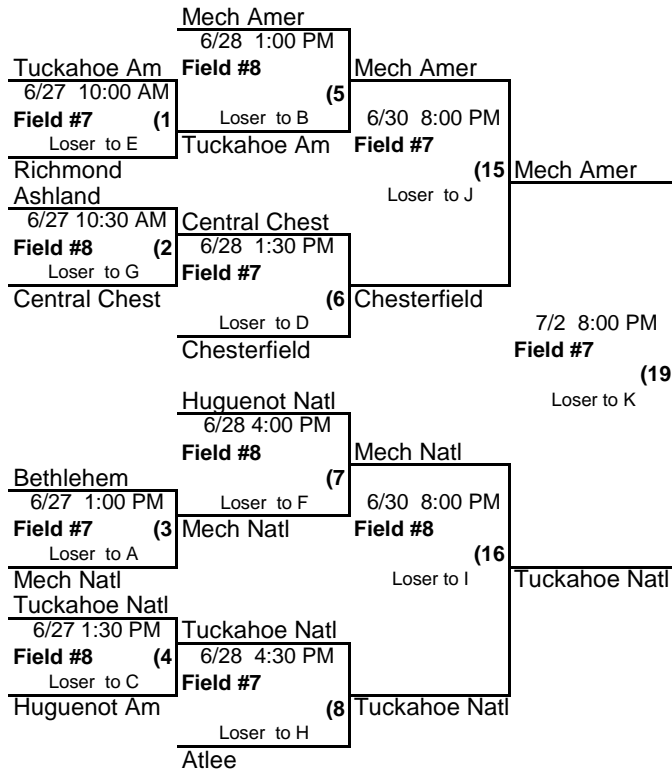 Mech Amer
6/28 1:00 PM
Tuckahoe Am
Field #8
Mech Amer
6/27 10:00 AM
(5
Field #7 (1
Loser to B
6/30 8:00 PM
Loser to E
Tuckahoe Am
Field #7
Richmond
(15
Mech Amer
Ashland
Loser to J
6/27 10:30 AM
Central Chest
Field #8 (2
6/28 1:30 PM
Loser to G
Field #7
Central Chest
(6
Chesterfield
Loser to D
7/2 8:00 PM
Chesterfield
Field #7
(19
Huguenot Natl
Loser to K
6/28 4:00 PM
Field #8
Mech Natl
Bethlehem
(7
6/27 1:00 PM
Loser to F
6/30 8:00 PM
Field #7 (3
Mech Natl
Field #8
Loser to A
(16
Mech Natl
Loser to I
Tuckahoe Natl
Tuckahoe Natl
6/27 1:30 PM
Tuckahoe Natl
Field #8 (4
6/28 4:30 PM
Loser to C
Field #7
Huguenot Am
(8
Tuckahoe Natl
Loser to H
Atlee